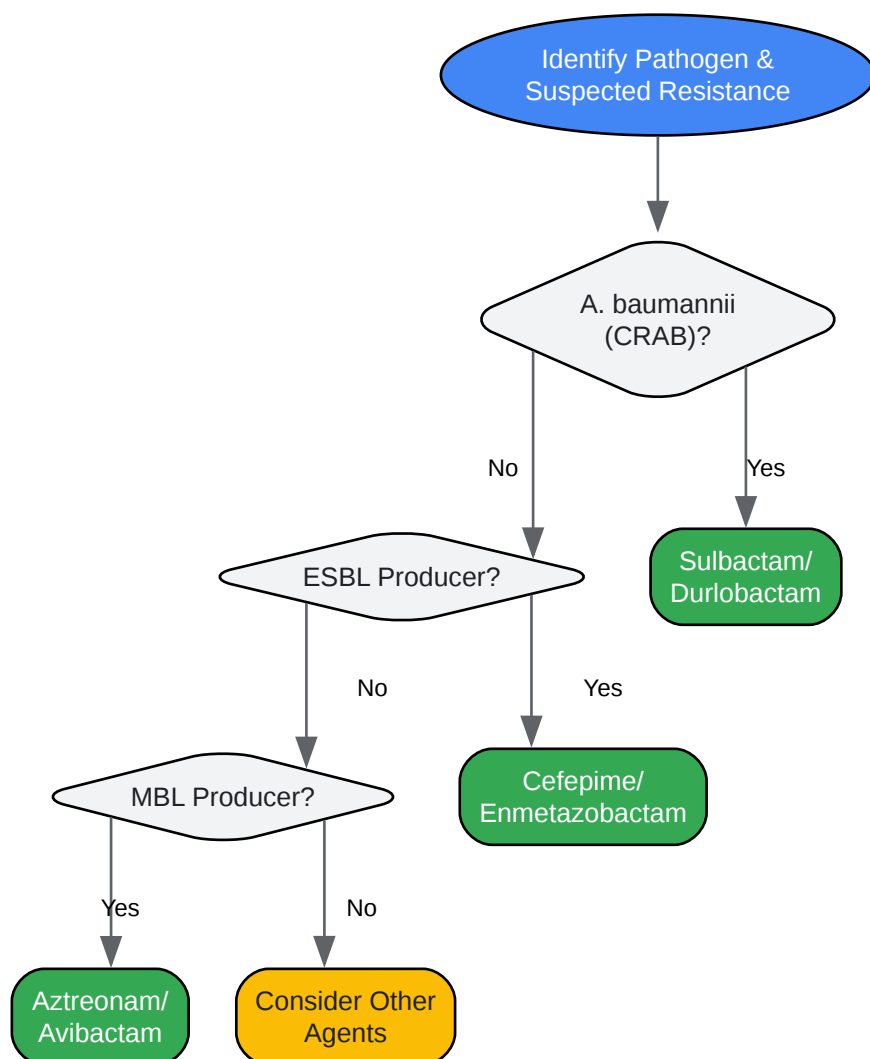 Identify Pathogen &
Suspected Resistance
A. baumannii
(CRAB)?
No
Yes
Sulbactam/
Durlobactam
ESBL Producer?
No
Yes
Cefepime/
Enmetazobactam
MBL Producer?
Yes
No
Aztreonam/
Avibactam
Consider Other
Agents